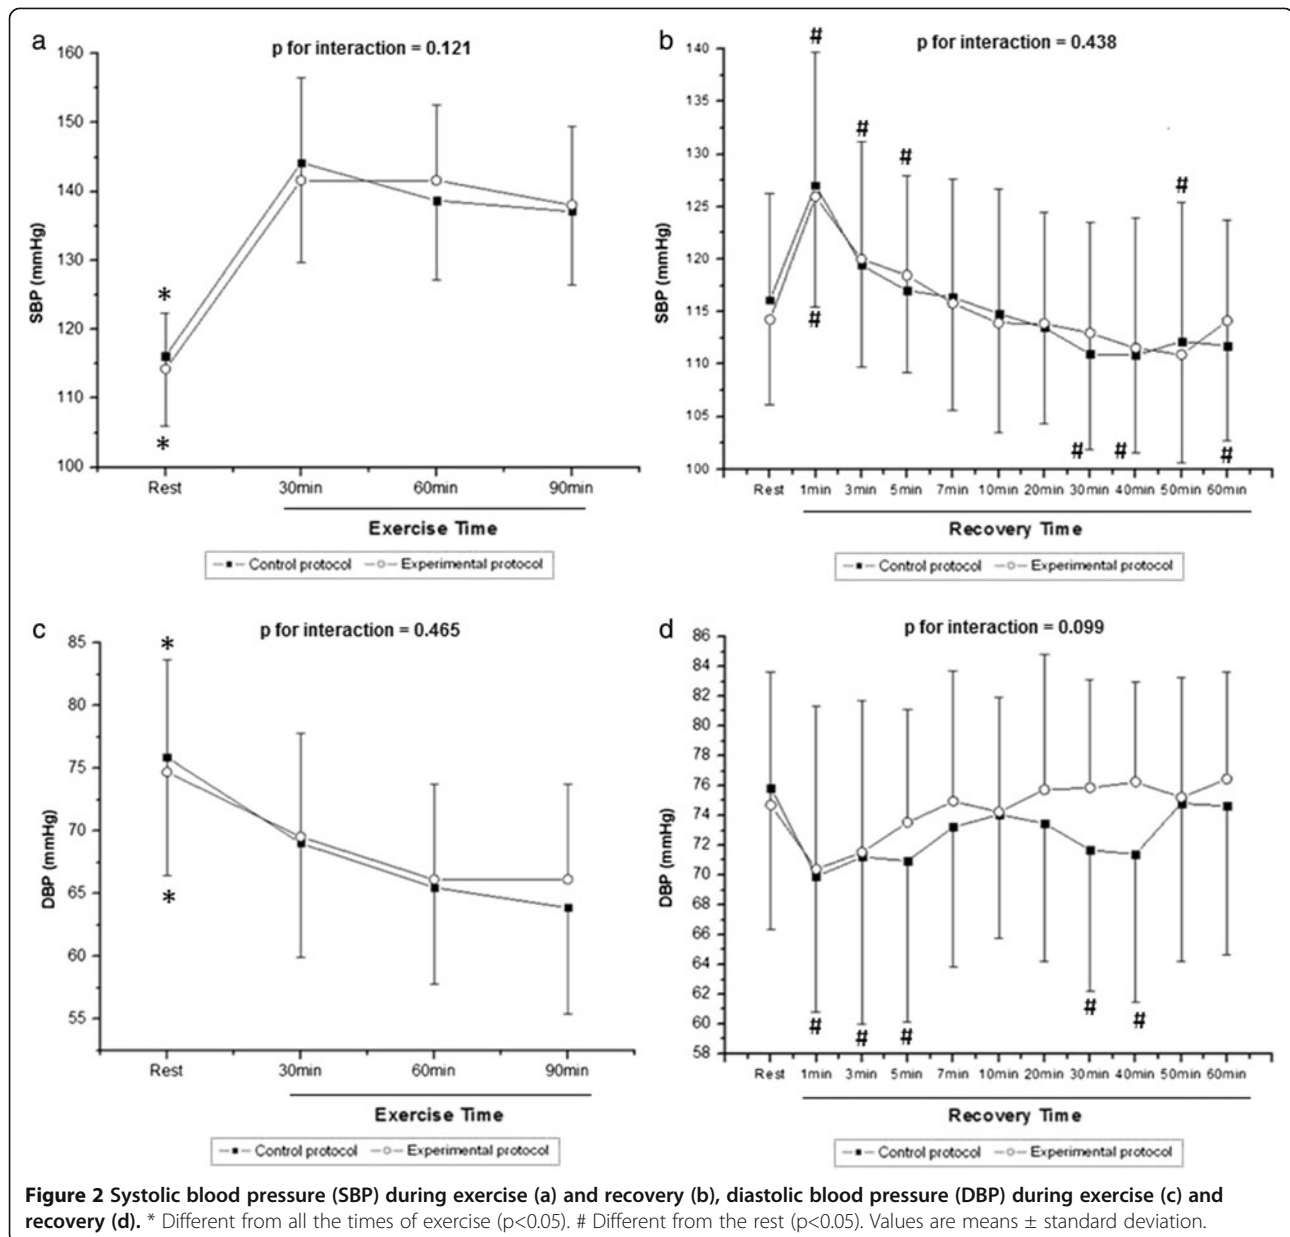 a
p for interaction = 0.121
160
150
140
130
120
110
100
SBP (mmHg)
*
*
Rest 30min 60min 90min
Exercise Time
Control protocol Experimental protocol
b
p for interaction = 0.438
140
135
130
125
120
115
110
105
100
SBP (mmHg)
# # # #
#
# # #
Rest 1min 3min 5min 7min 10min 20min 30min 40min 50min 60min
Recovery Time
Control protocol Experimental protocol
c
p for interaction = 0.465
85
80
75
70
65
60
55
DBP (mmHg)
*
*
Rest 30min 60min 90min
Exercise Time
Control protocol Experimental protocol
d
p for interaction = 0.099
86
84
82
80
78
76
74
72
70
68
66
64
62
60
58
DBP (mmHg)
# # # # #
Rest 1min 3min 5min 7min 10min 20min 30min 40min 50min 60min
Recovery Time
Control protocol Experimental protocol
Figure 2 Systolic blood pressure (SBP) during exercise (a) and recovery (b), diastolic blood pressure (DBP) during exercise (c) and
recovery (d). * Different from all the times of exercise (p<0.05). # Different from the rest (p<0.05). Values are means ± standard deviation.